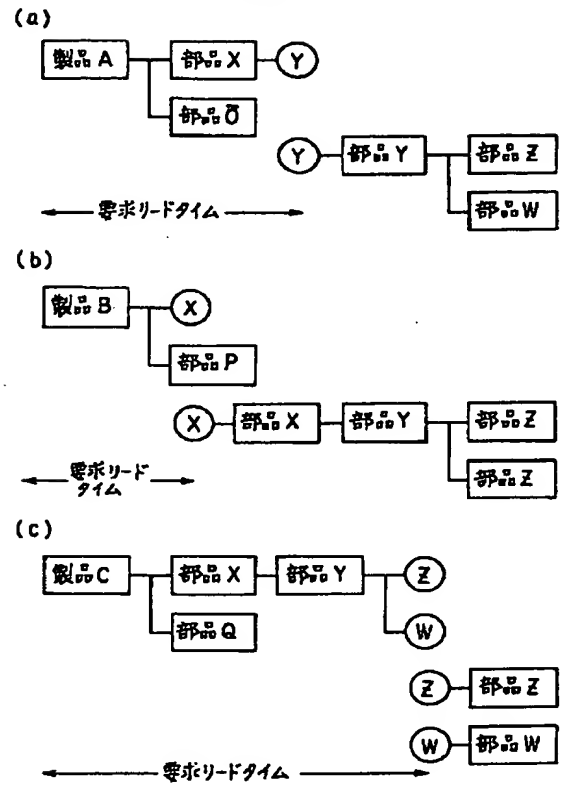 (a)
製品A 部品X Y
部品Ō
Y 部品Y 部品Z
部品W
要求リードタイム
(b)
製品B X
部品P
X 部品X 部品Y 部品Z
部品Z
要求リード
タイム
(c)
製品C 部品X 部品Y Z
部品Q W
Z 部品Z
W 部品W
要求リードタイム